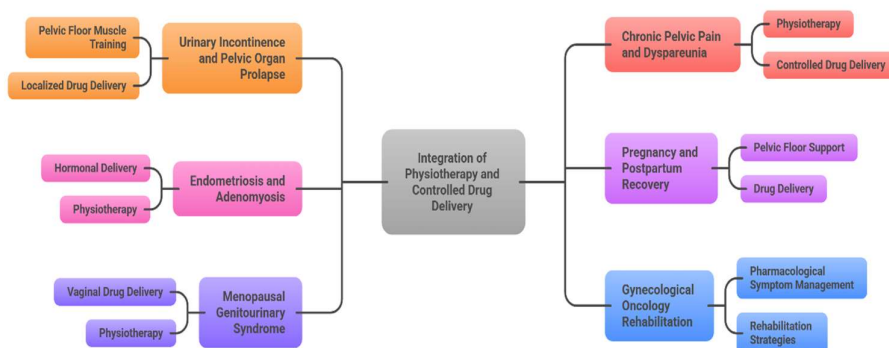 Pelvic Floor Muscle
Training
Localized Drug Delivery
Urinary Incontinence
and Pelvic Organ
Prolapse
Hormonal Delivery
Physiotherapy
Endometriosis and
Adenomyosis
Vaginal Drug Delivery
Physiotherapy
Menopausal
Genitourinary
Syndrome
Integration of
Physiotherapy and
Controlled Drug
Delivery
Chronic Pelvic Pain
and Dyspareunia
Physiotherapy
Controlled Drug Delivery
Pregnancy and
Postpartum
Recovery
Pelvic Floor Support
Drug Delivery
Gynecological
Oncology
Rehabilitation
Pharmacological
Symptom Management
Rehabilitation
Strategies